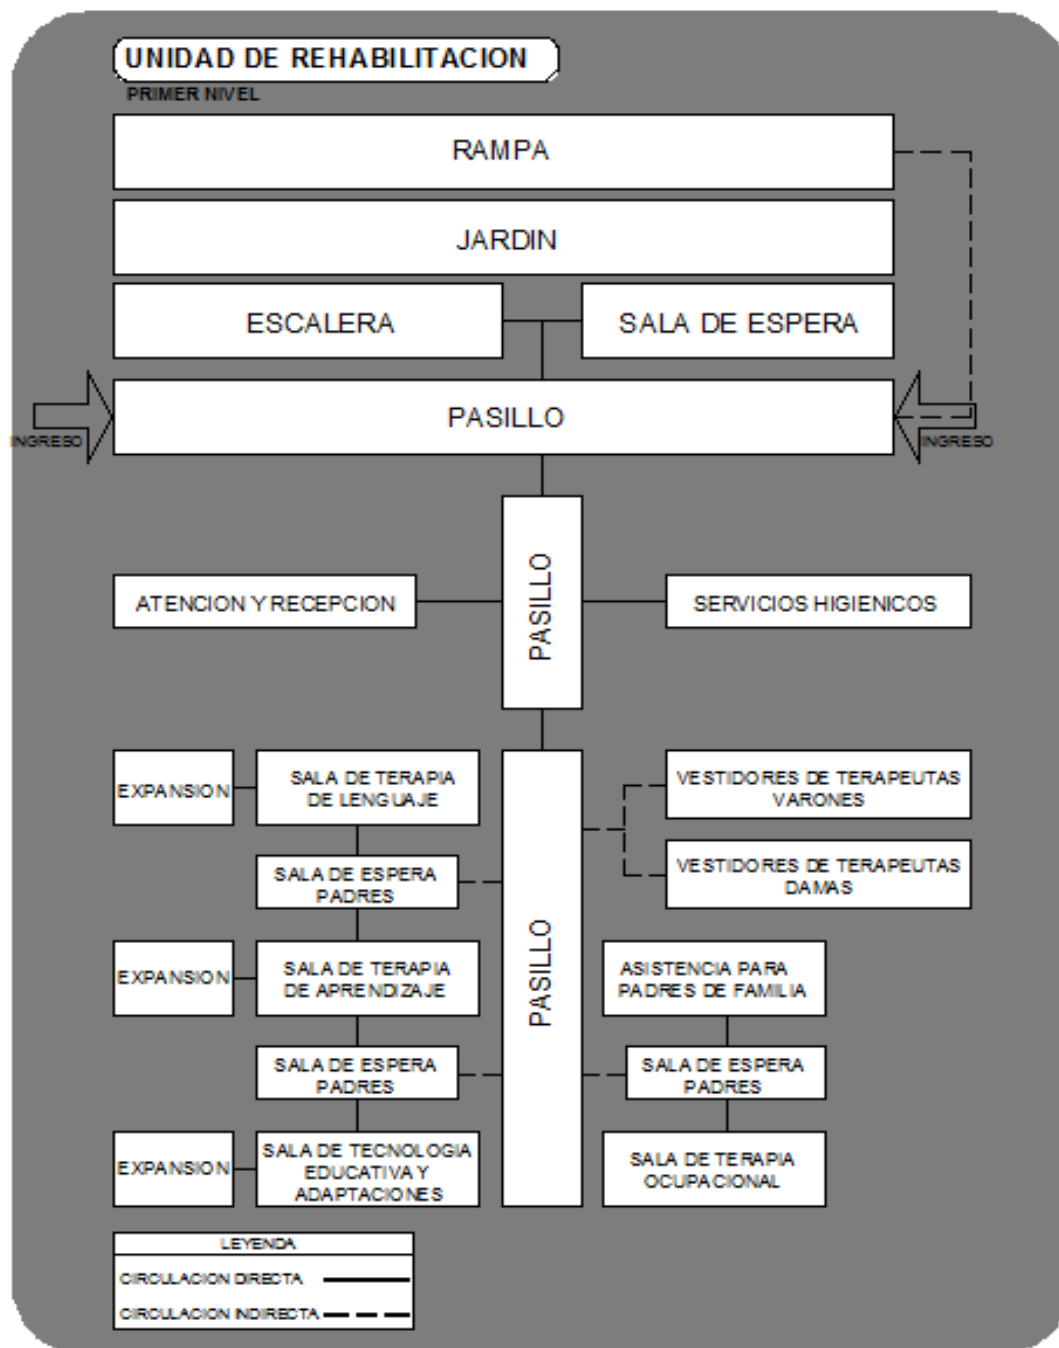 UNIDAD DE REHABILITACION
PRIMER NIVEL
RAMPA
JARDIN
ESCALERA
SALA DE ESPERA
PASILLO
INGRESO
INGRESO
PASILLO
ATENCION Y RECEPCION
SERVICIOS HIGIENICOS
EXPANSION
SALA DE TERAPIA
DE LENGUAJE
VESTIDORES DE TERAPEUTAS
VARONES
SALA DE ESPERA
PADRES
VESTIDORES DE TERAPEUTAS
DAMAS
PASILLO
EXPANSION
SALA DE TERAPIA
DE APRENDIZAJE
ASISTENCIA PARA
PADRES DE FAMILIA
SALA DE ESPERA
PADRES
SALA DE ESPERA
PADRES
EXPANSION
SALA DE TECNOLOGIA
EDUCATIVA Y
ADAPTACIONES
SALA DE TERAPIA
OCUPACIONAL
LEYENDA
CIRCULACION DIRECTA
CIRCULACION INDIRECTA